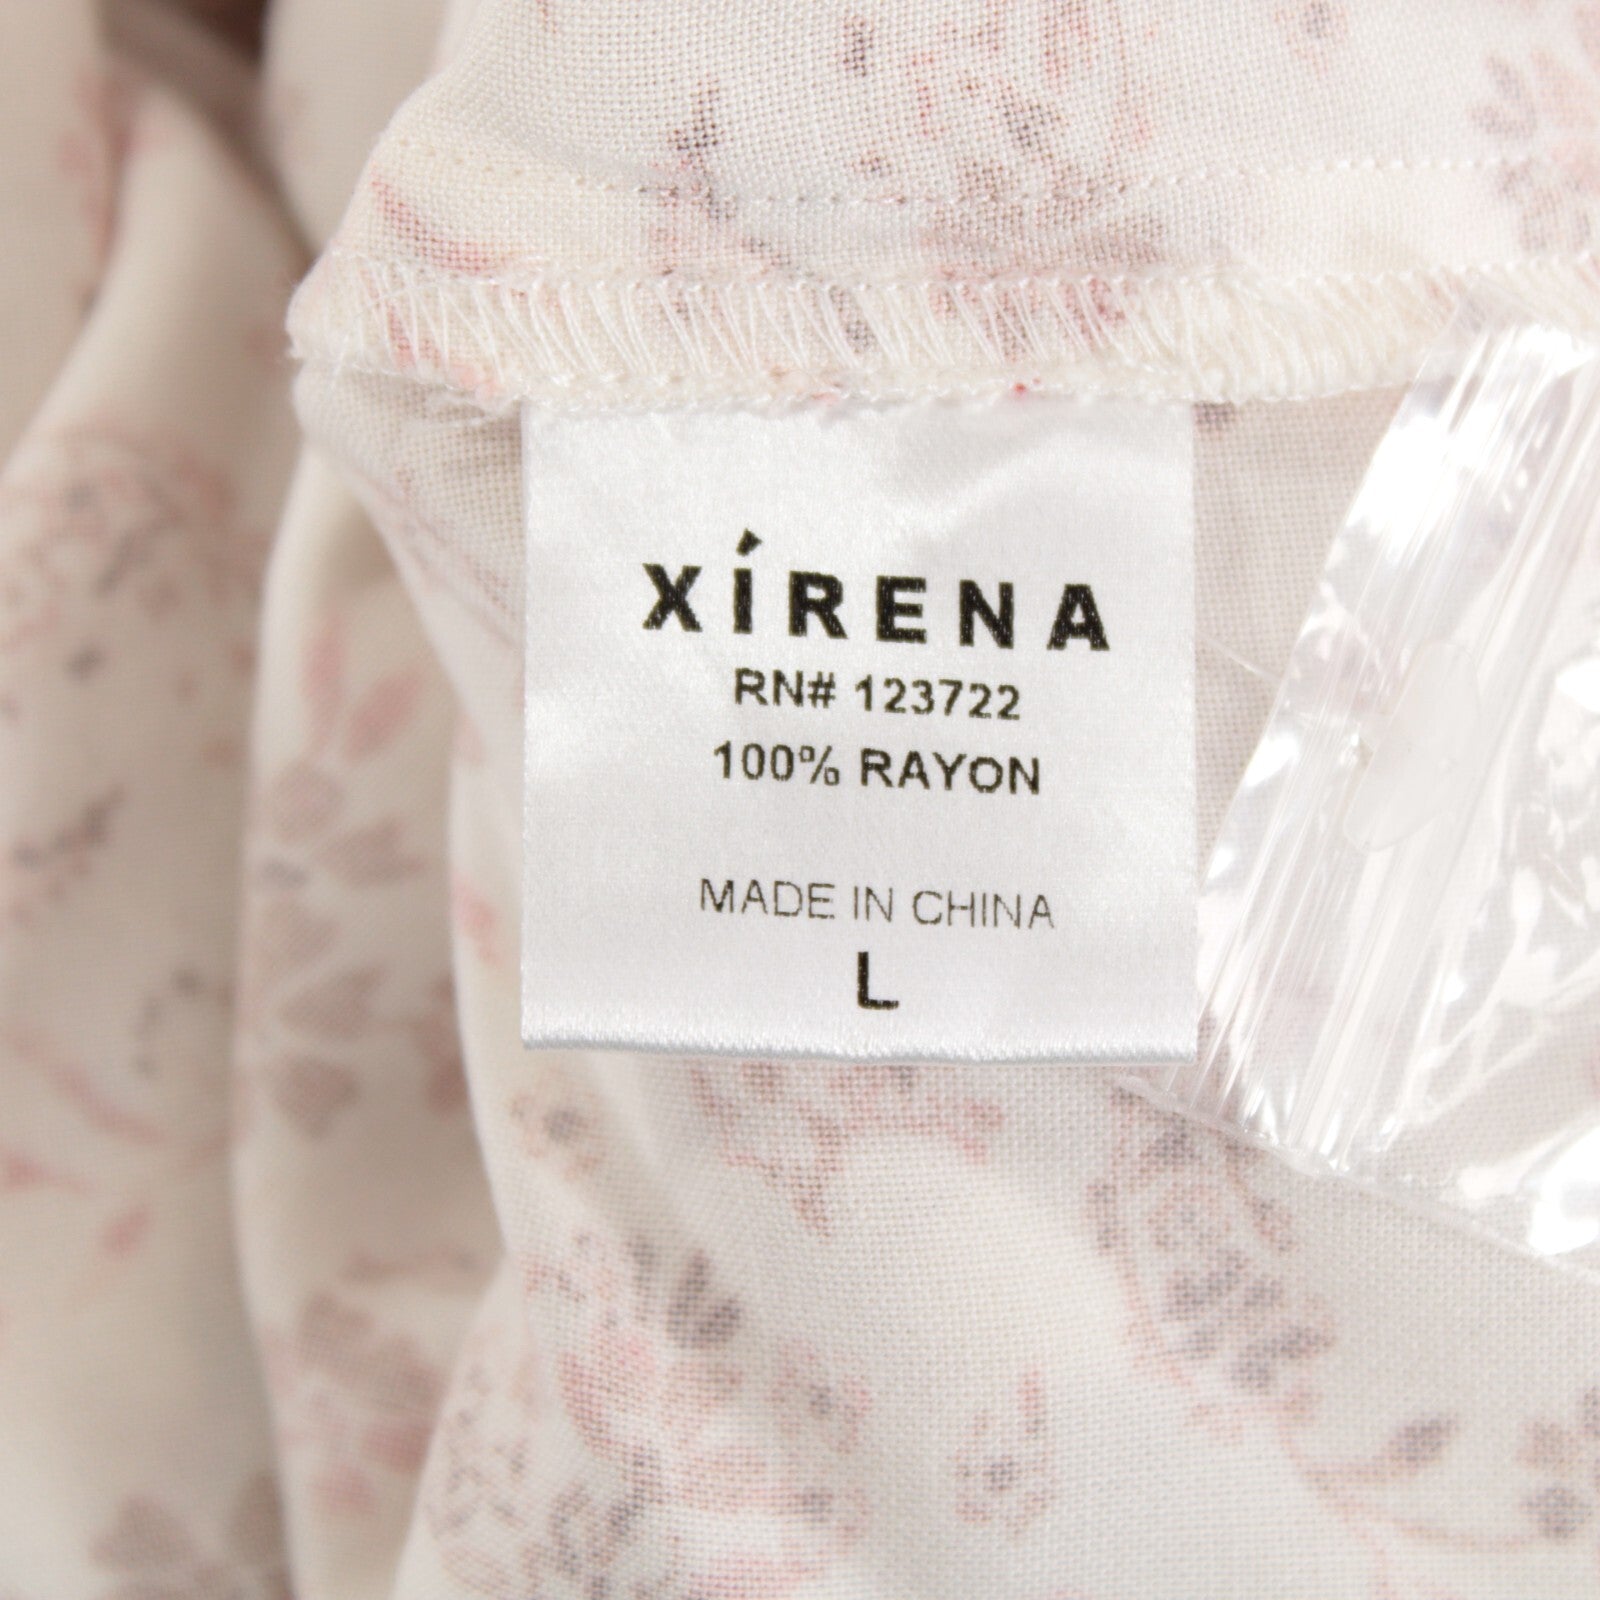 XÍRENA
RN# 123722
100% RAYON
MADE IN CHINA
L